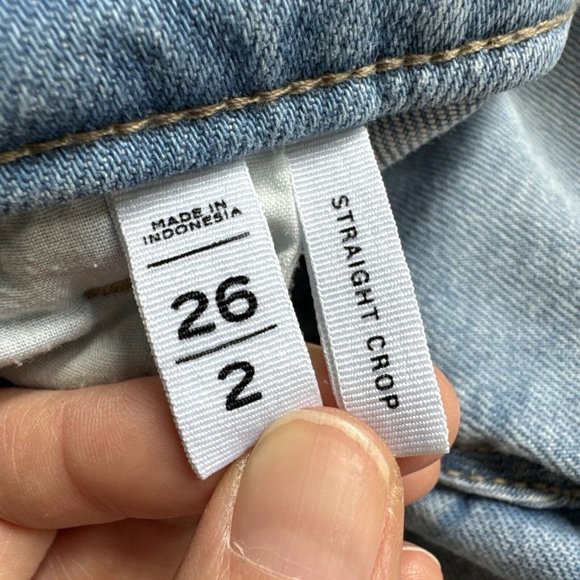 MADE IN
INDONESIA
26
2
STRAIGHT CROP